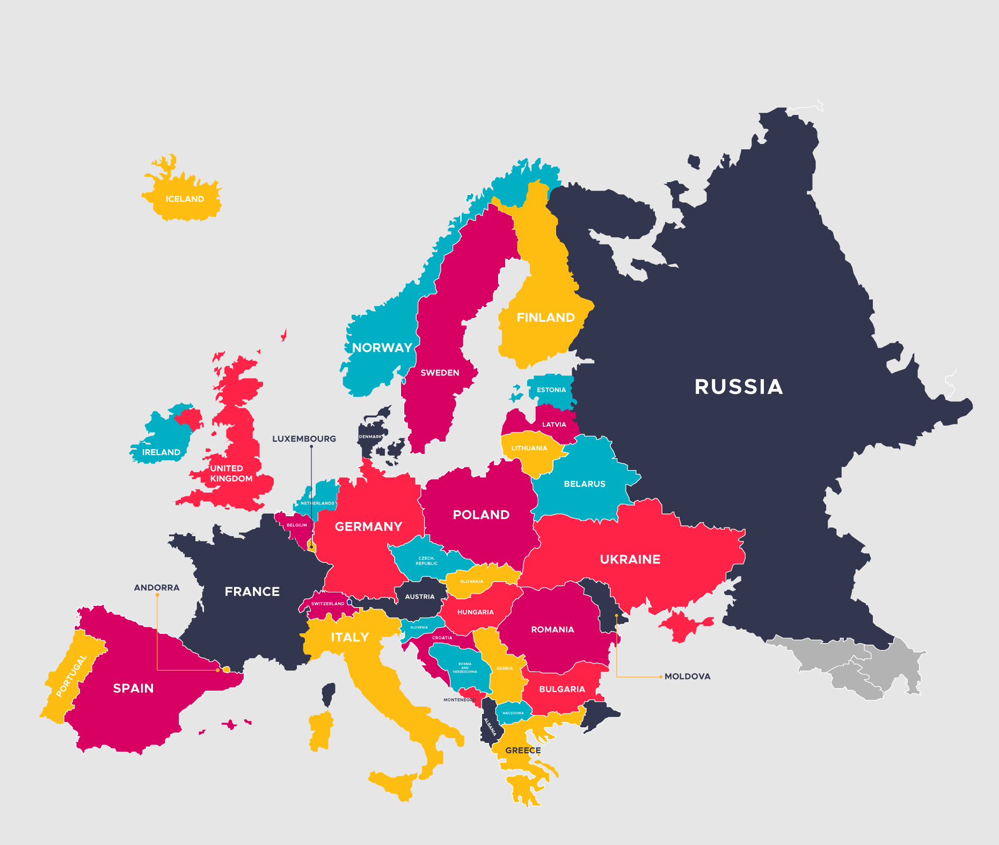 ICELAND
FINLAND
NORWAY
SWEDEN
RUSSIA
ESTONIA
LATVIA
LUXEMBOURG
DENMARK
LITHUANIA
IRELAND
UNITED
KINGDOM
BELARUS
NETHERLANDS
POLAND
BELGIUM
GERMANY
CZECH.
REPUBLIC
UKRAINE
SLOVAKIA
ANDORRA
FRANCE
AUSTRIA
SWITZERLAND
HUNGARIA
SLOVENIA
ROMANIA
ITALY
CROATIA
PORTUGAL
BOSNIA
AND
HERZEGOVINA
SERBIA
MOLDOVA
SPAIN
BULGARIA
MONTENEGRO
MACEDONIA
ALBANIA
GREECE